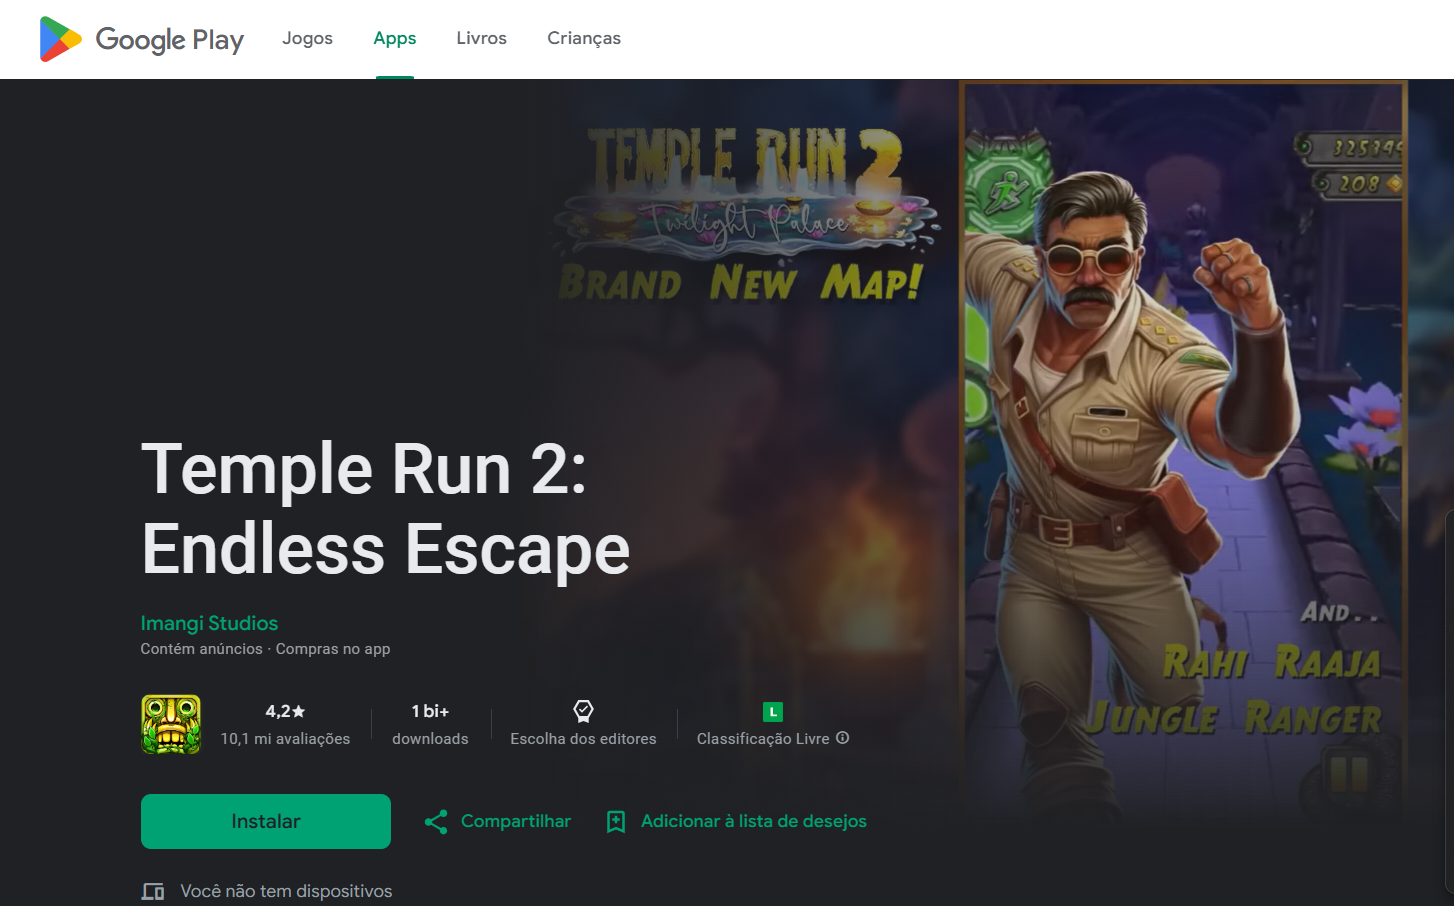 Google Play
Jogos
Apps
Livros
Crianças
TEMPLE RUN 2
Twilight Palace
BRAND NEW MAP!
208
AND..
RAHI RAAJA
JUNGLE RANGER
Temple Run 2:
Endless Escape
Imangi Studios
Contém anúncios · Compras no app
4,2★
10,1 mi avaliações
1 bi+
downloads
Escolha dos editores
L
Classificação Livre
Instalar
Compartilhar
Adicionar à lista de desejos
Você não tem dispositivos